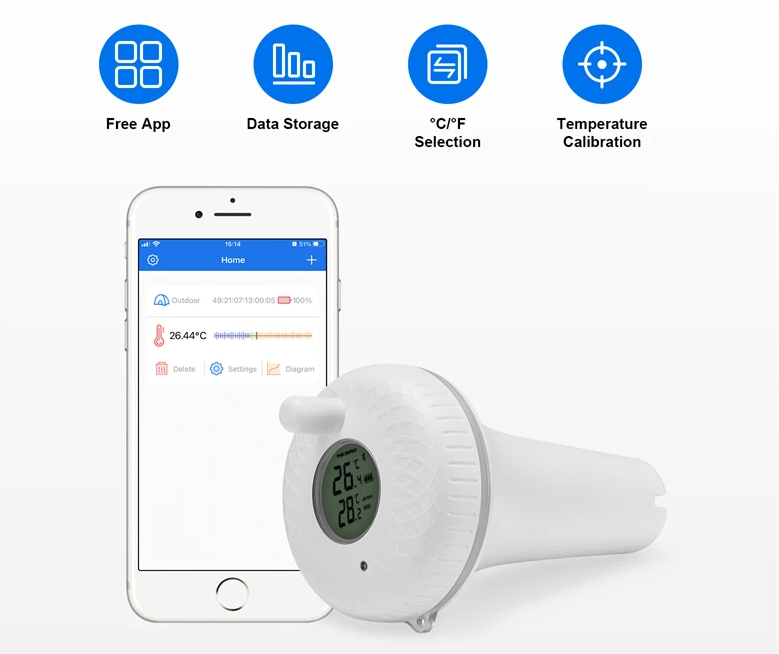 Free App
Data Storage
°C/°F
Selection
Temperature
Calibration
15:14
51%
Home
+
Outdoor
49:21:07:13:00:05
100%
26.44°C
Delete
Settings
Diagram
26.4 °C
28.2 °C